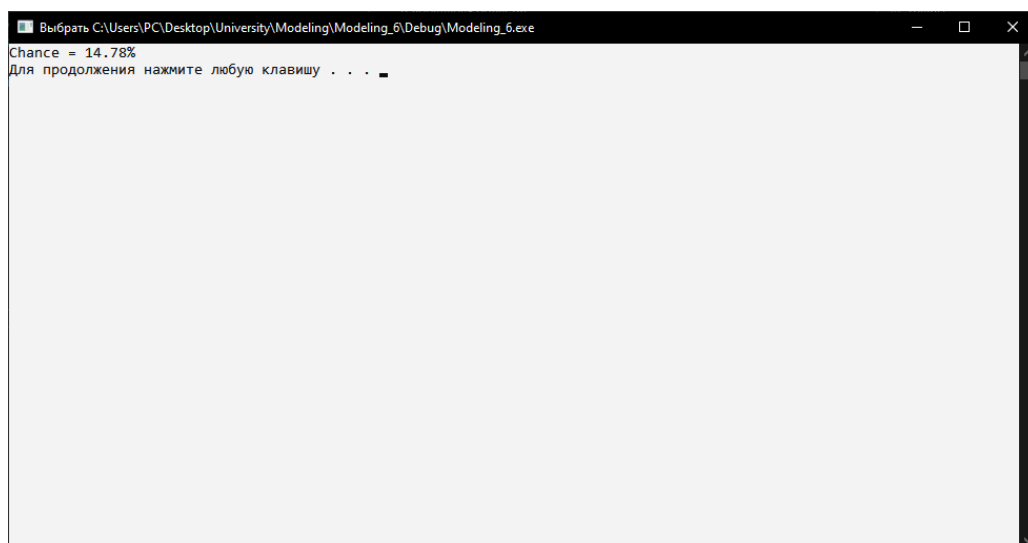 Выбрать C:\Users\PC\Desktop\University\Modeling\Modeling_6\Debug\Modeling_6.exe
Chance = 14.78%
Для продолжения нажмите любую клавишу . . .